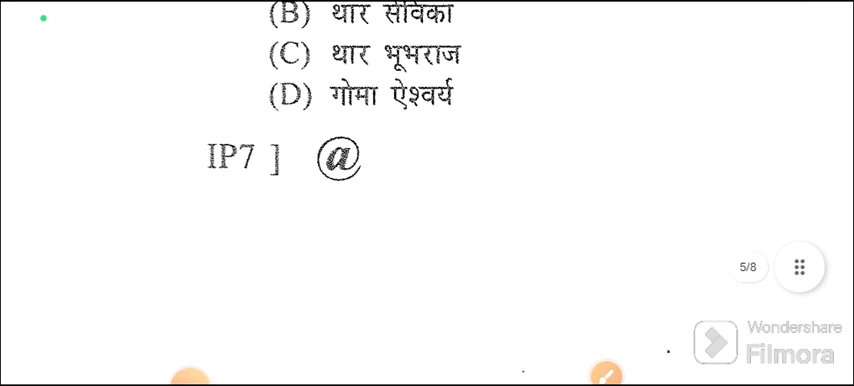 (B) थार सेविका
(C) थार भूभराज
(D) गोमा ऐश्वर्य
IP7 ] @
5/8
Wondershare
Filmora